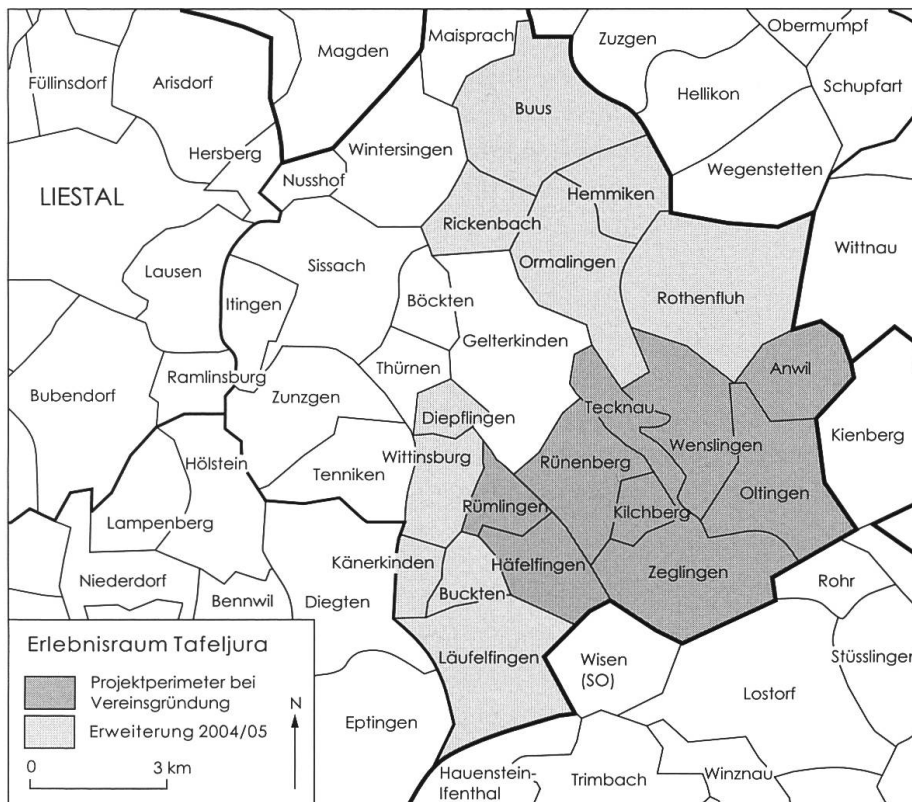 Füllinsdorf
Arisdorf
Magden
Maisprach
Zuzgen
Obermumpf
Schupfart
Hellikon
Buus
Hersberg
Wintersingen
Nusshof
Wegenstetten
Hemmiken
LIESTAL
Rickenbach
Ormalingen
Wittnau
Lausen
Sissach
Itingen
Böckten
Rothenfluh
Gelterkinden
Thürnen
Anwil
Bubendorf
Ramlinsburg
Zunzgen
Diepflingen
Tecknau
Wenslingen
Kienberg
Wittinsburg
Hölstein
Tenniken
Rünenberg
Oltingen
Rümlingen
Kilchberg
Lampenberg
Känerkinden
Häfelfingen
Zeglingen
Niederdorf
Bennwil
Diegten
Buckten
Rohr
Läufelfingen
Wisen
(SO)
Stüsslingen
Lostorf
Eptingen
Hauenstein-
Ifenthal
Trimbach
Winznau
Erlebnisraum Tafeljura
Projektperimeter bei
Vereinsgründung
Erweiterung 2004/05
N
0 3 km